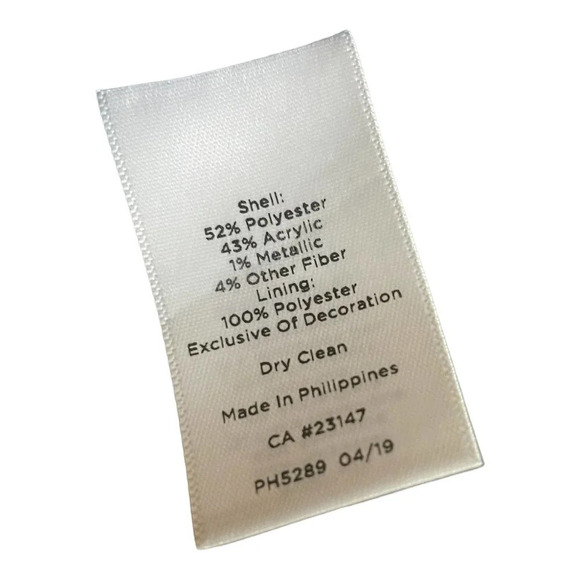 Shell:
52% Polyester
43% Acrylic
1% Metallic
4% Other Fiber
Lining:
100% Polyester
Exclusive Of Decoration
Dry Clean
Made In Philippines
CA #23147
PH5289 04/19